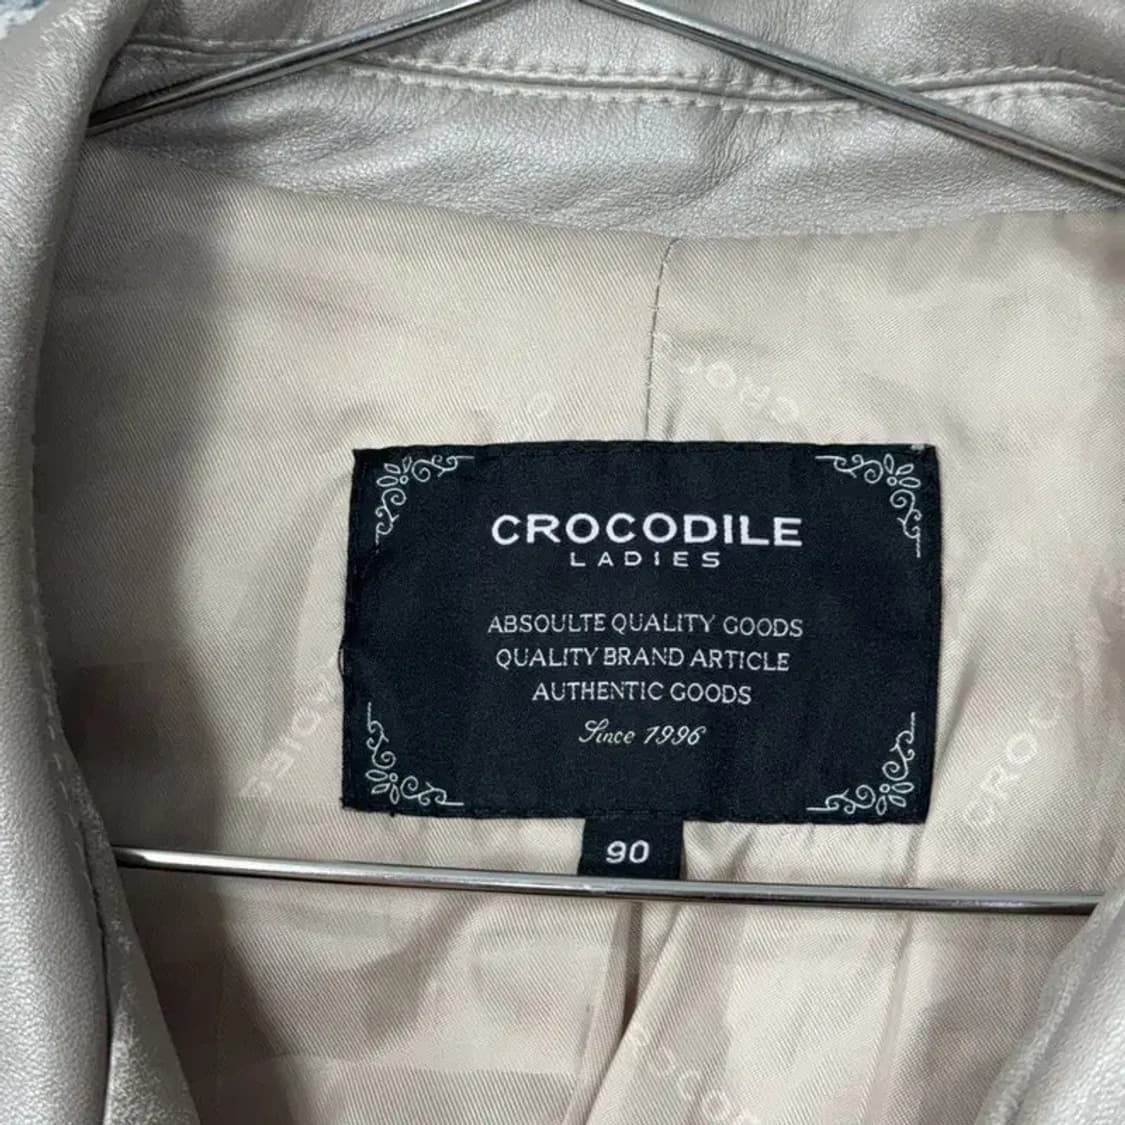 CROCODILE
LADIES
ABSOULTE QUALITY GOODS
QUALITY BRAND ARTICLE
AUTHENTIC GOODS
Since 1996
90